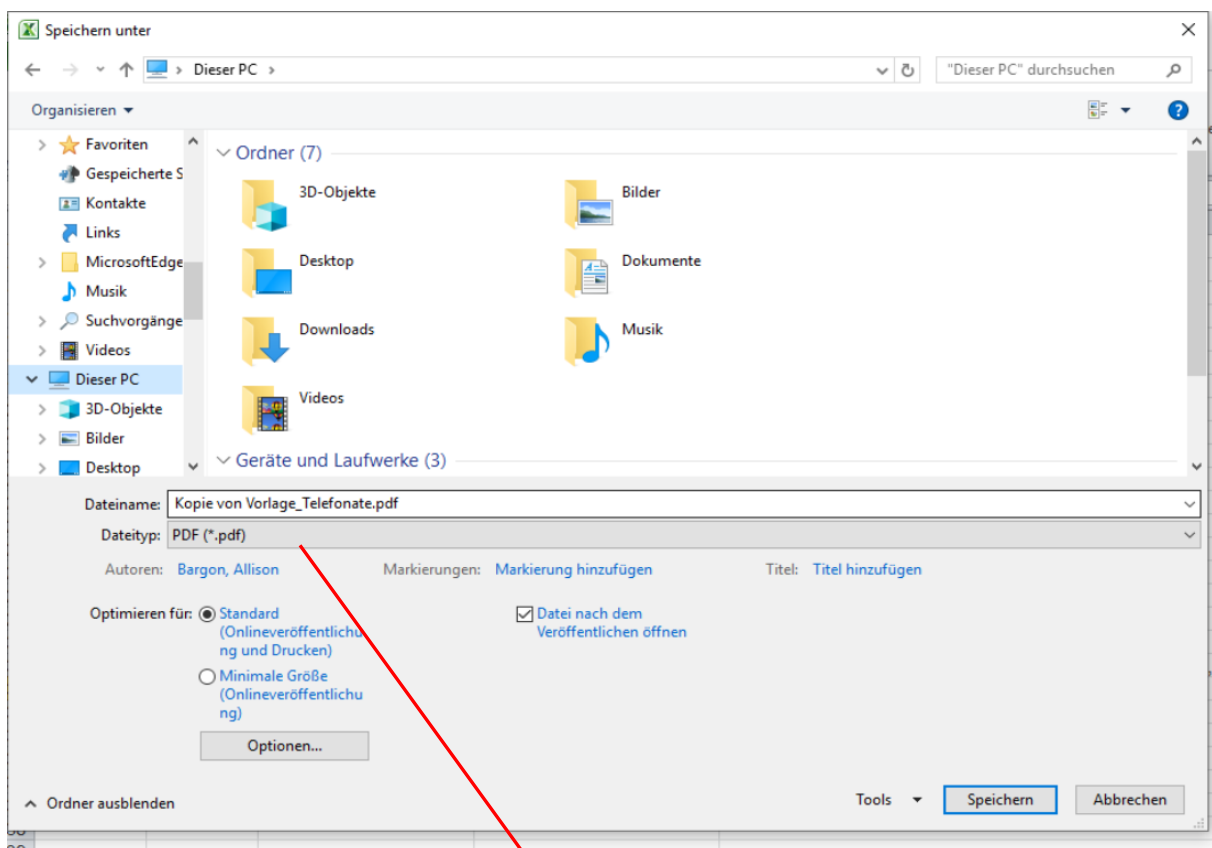 Speichern unter
Dieser PC
"Dieser PC" durchsuchen
Organisieren
Favoriten
Gespeicherte S
Kontakte
Links
MicrosoftEdge
Musik
Suchvorgänge
Videos
Dieser PC
3D-Objekte
Bilder
Desktop
Ordner (7)
3D-Objekte
Bilder
Desktop
Dokumente
Downloads
Musik
Videos
Geräte und Laufwerke (3)
Dateiname: Kopie von Vorlage_Telefonate.pdf
Dateityp: PDF (*.pdf)
Autoren: Bargon, Allison Markierungen: Markierung hinzufügen Titel: Titel hinzufügen
Optimieren für: Standard
(Onlineveröffentlichu
ng und Drucken)
Minimale Größe
(Onlineveröffentlichu
ng)
Datei nach dem
Veröffentlichen öffnen
Optionen...
Ordner ausblenden
Tools Speichern Abbrechen